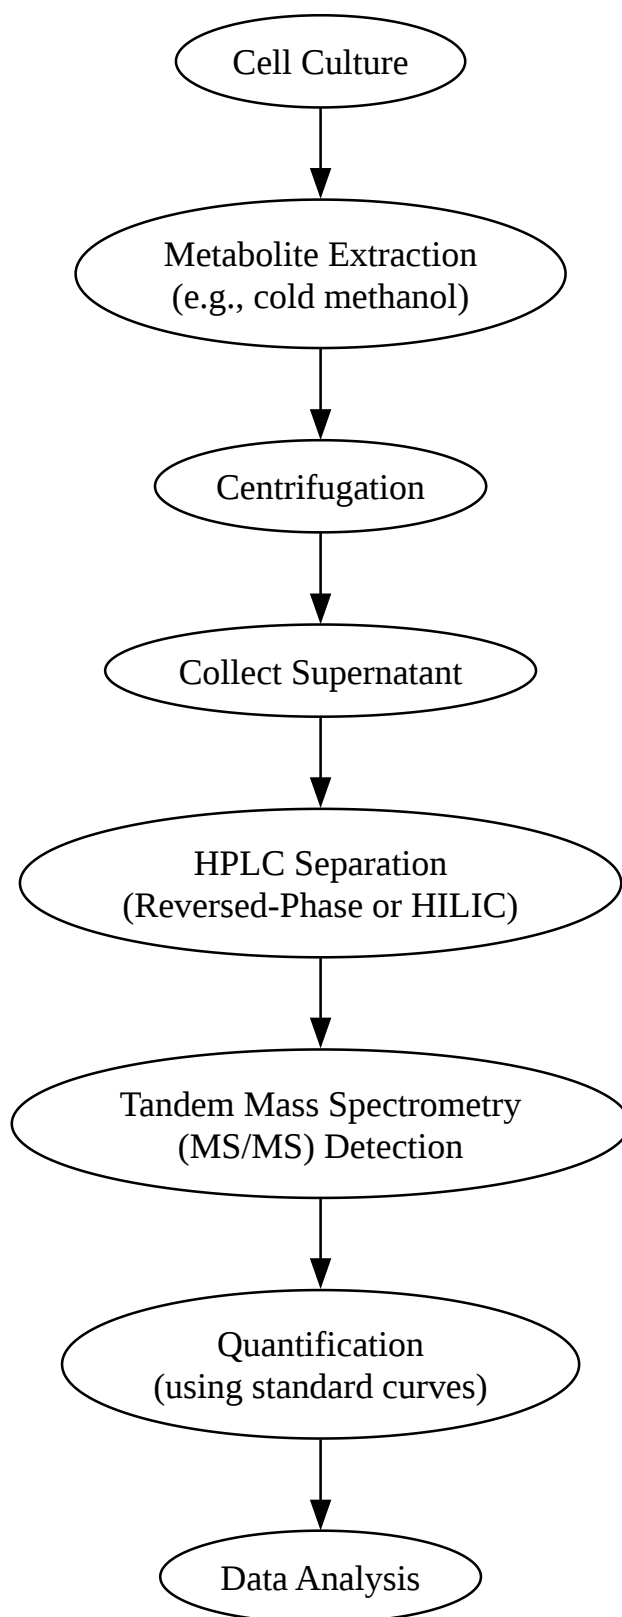 Cell Culture
Metabolite Extraction
(e.g., cold methanol)
Centrifugation
Collect Supernatant
HPLC Separation
(Reversed-Phase or HILIC)
Tandem Mass Spectrometry
(MS/MS) Detection
Quantification
(using standard curves)
Data Analysis